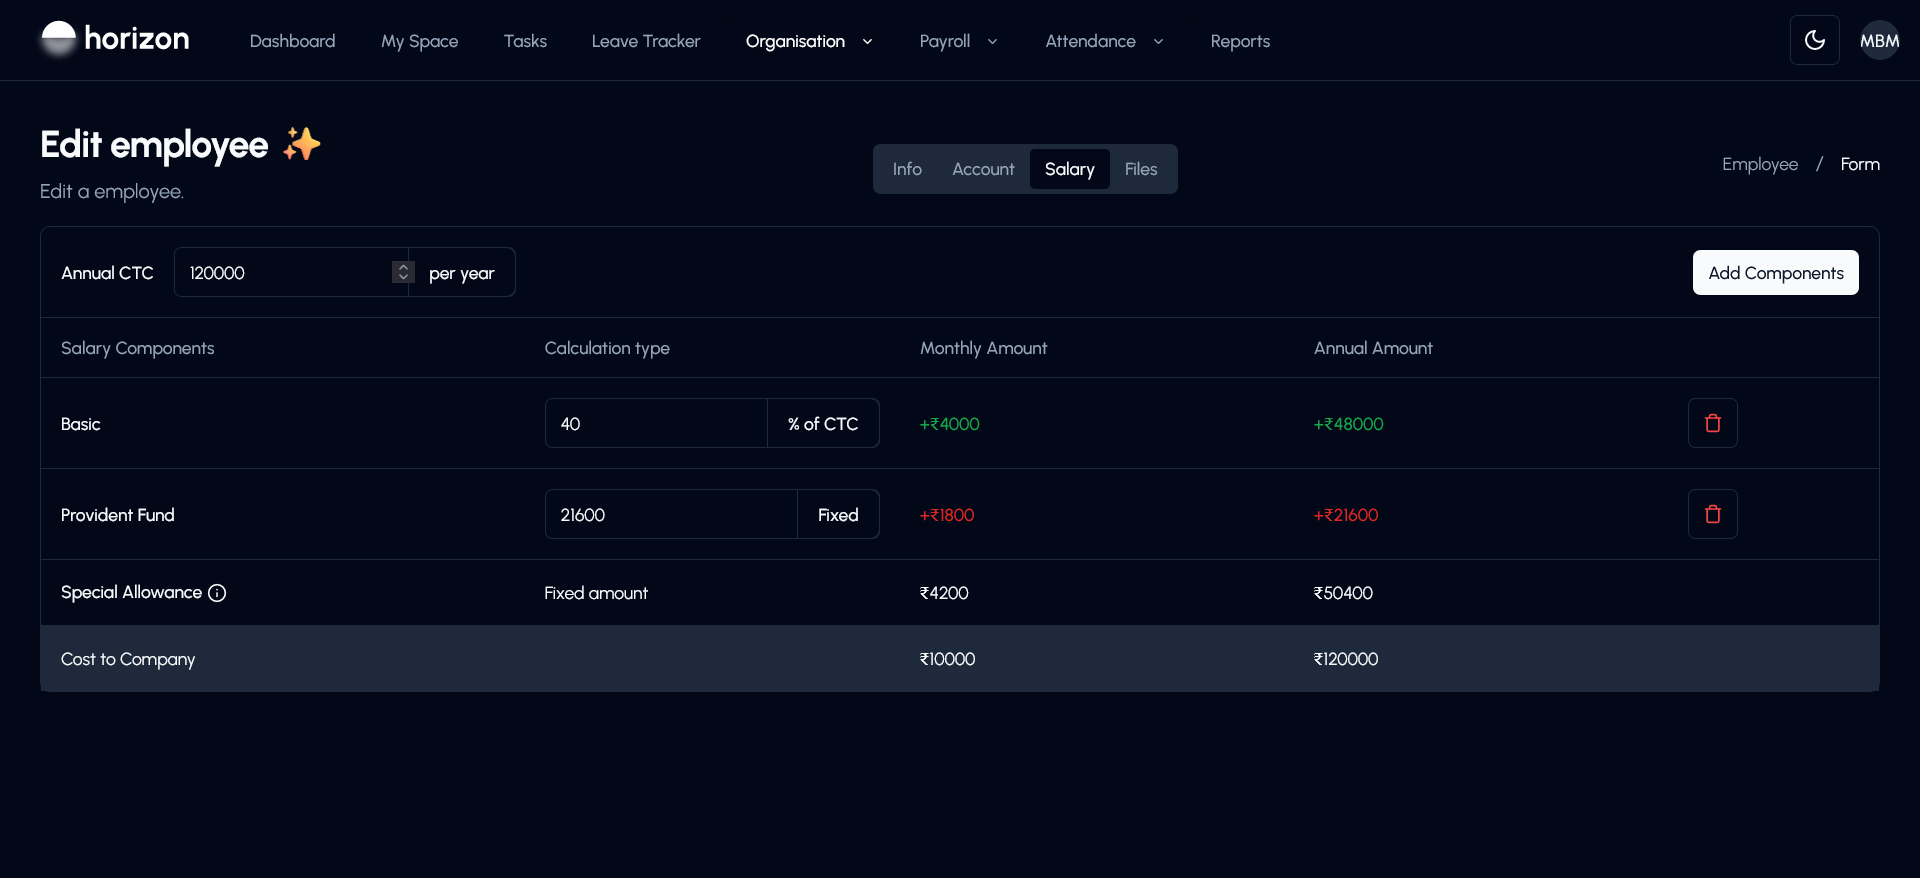 horizon Dashboard My Space Tasks Leave Tracker Organisation Payroll Attendance Reports MBM
Edit employee ✨
Edit a employee.
Info Account Salary Files
Employee / Form
Annual CTC 120000 per year Add Components
Salary Components Calculation type Monthly Amount Annual Amount
Basic 40 % of CTC +₹4000 +₹48000
Provident Fund 21600 Fixed +₹1800 +₹21600
Special Allowance Fixed amount ₹4200 ₹50400
Cost to Company ₹10000 ₹120000